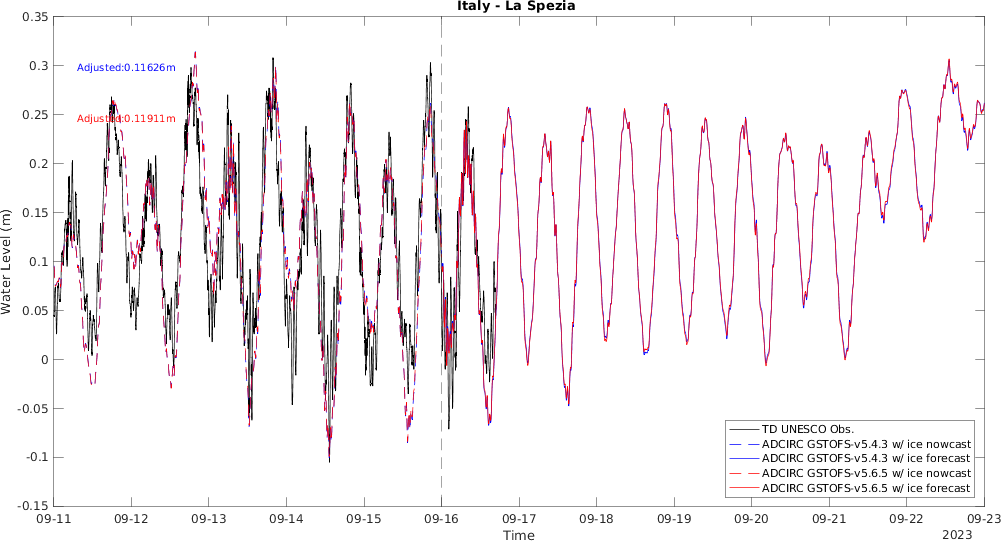 Italy - La Spezia
0.35
0.3
0.25
0.2
0.15
0.1
0.05
0
-0.05
-0.1
-0.15
Water Level (m)
Adjusted:0.11626m
Adjusted:0.11911m
TD UNESCO Obs.
ADCIRC GSTOFS-v5.4.3 w/ ice nowcast
ADCIRC GSTOFS-v5.4.3 w/ ice forecast
ADCIRC GSTOFS-v5.6.5 w/ ice nowcast
ADCIRC GSTOFS-v5.6.5 w/ ice forecast
09-11 09-12 09-13 09-14 09-15 09-16 09-17 09-18 09-19 09-20 09-21 09-22 09-23
Time
2023